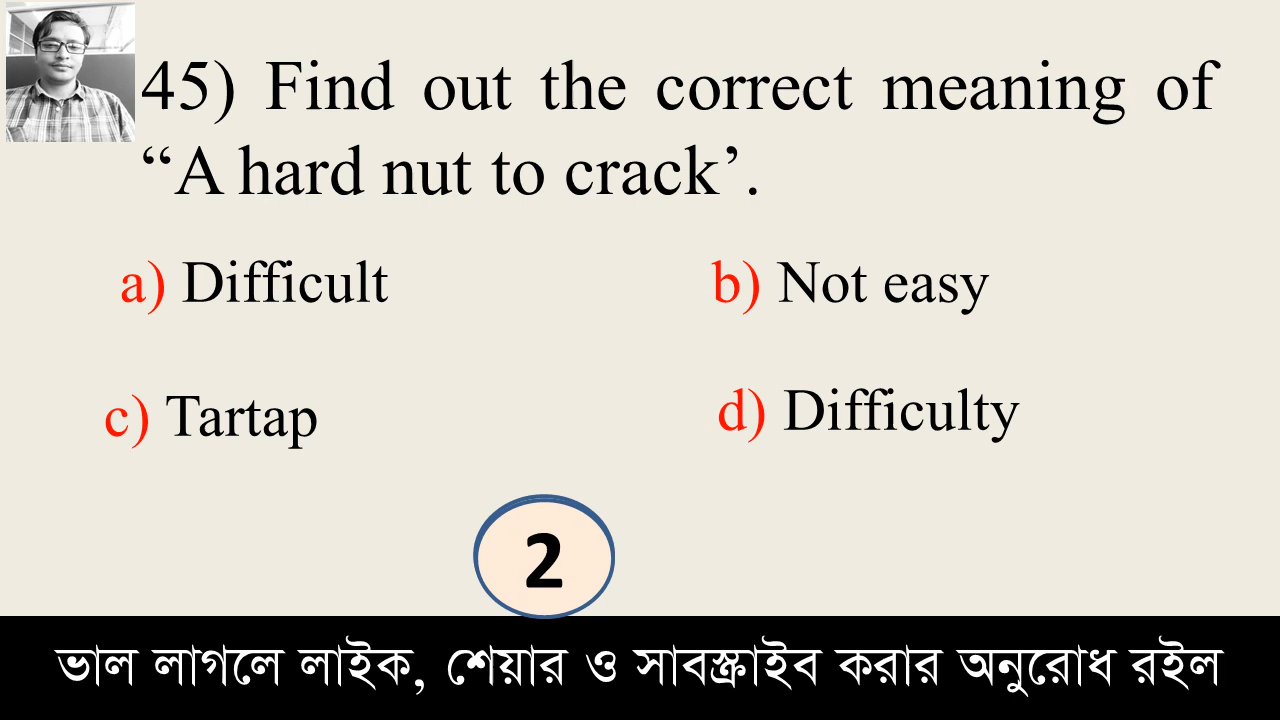 45) Find out the correct meaning of
“A hard nut to crack’.
a) Difficult
b) Not easy
c) Tartap
d) Difficulty
2
ভাল লাগলে লাইক, শেয়ার ও সাবস্ক্রাইব করার অনুরোধ রইল